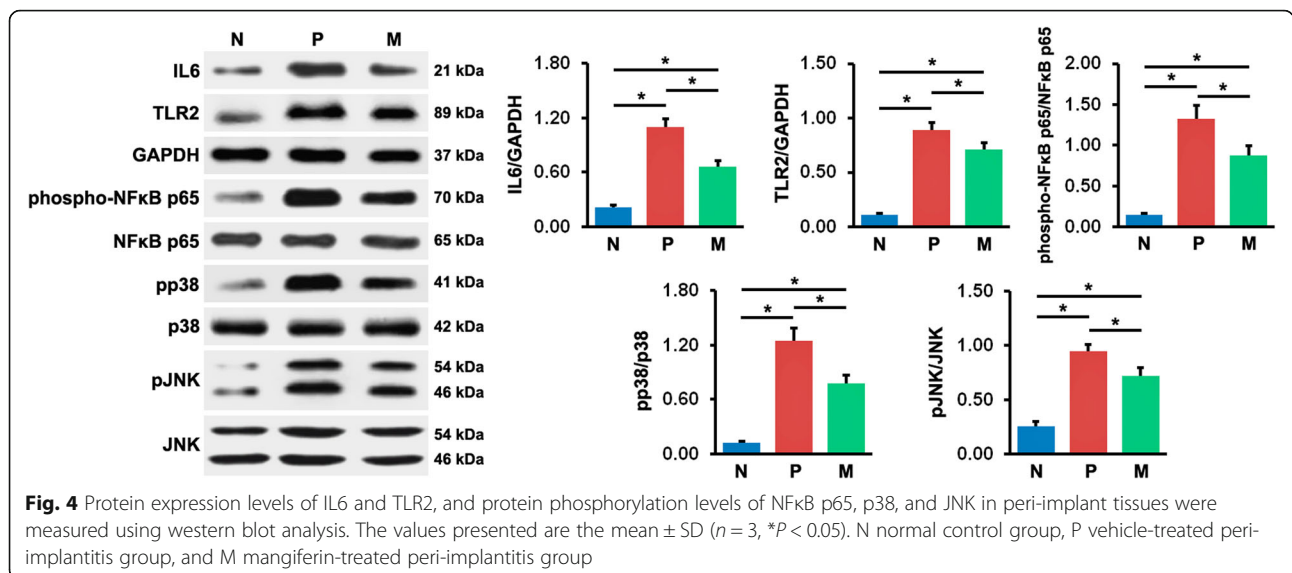 N P M
IL6 21 kDa
TLR2 89 kDa
GAPDH 37 kDa
phospho-NFκB p65 70 kDa
NFκB p65 65 kDa
pp38 41 kDa
p38 42 kDa
pJNK 54 kDa
46 kDa
JNK 54 kDa
46 kDa
IL6/GAPDH
1.80
1.20
0.60
0.00
* * *
N P M
TLR2/GAPDH
1.50
1.00
0.50
0.00
* * *
N P M
phospho-NFκB p65/NFκB p65
2.00
1.50
1.00
0.50
0.00
* * *
N P M
pp38/p38
1.80
1.20
0.60
0.00
* * *
N P M
pJNK/JNK
1.50
1.00
0.50
0.00
* * *
N P M
Fig. 4 Protein expression levels of IL6 and TLR2, and protein phosphorylation levels of NFκB p65, p38, and JNK in peri-implant tissues were
measured using western blot analysis. The values presented are the mean ± SD (n = 3, *P < 0.05). N normal control group, P vehicle-treated peri-
implantitis group, and M mangiferin-treated peri-implantitis group